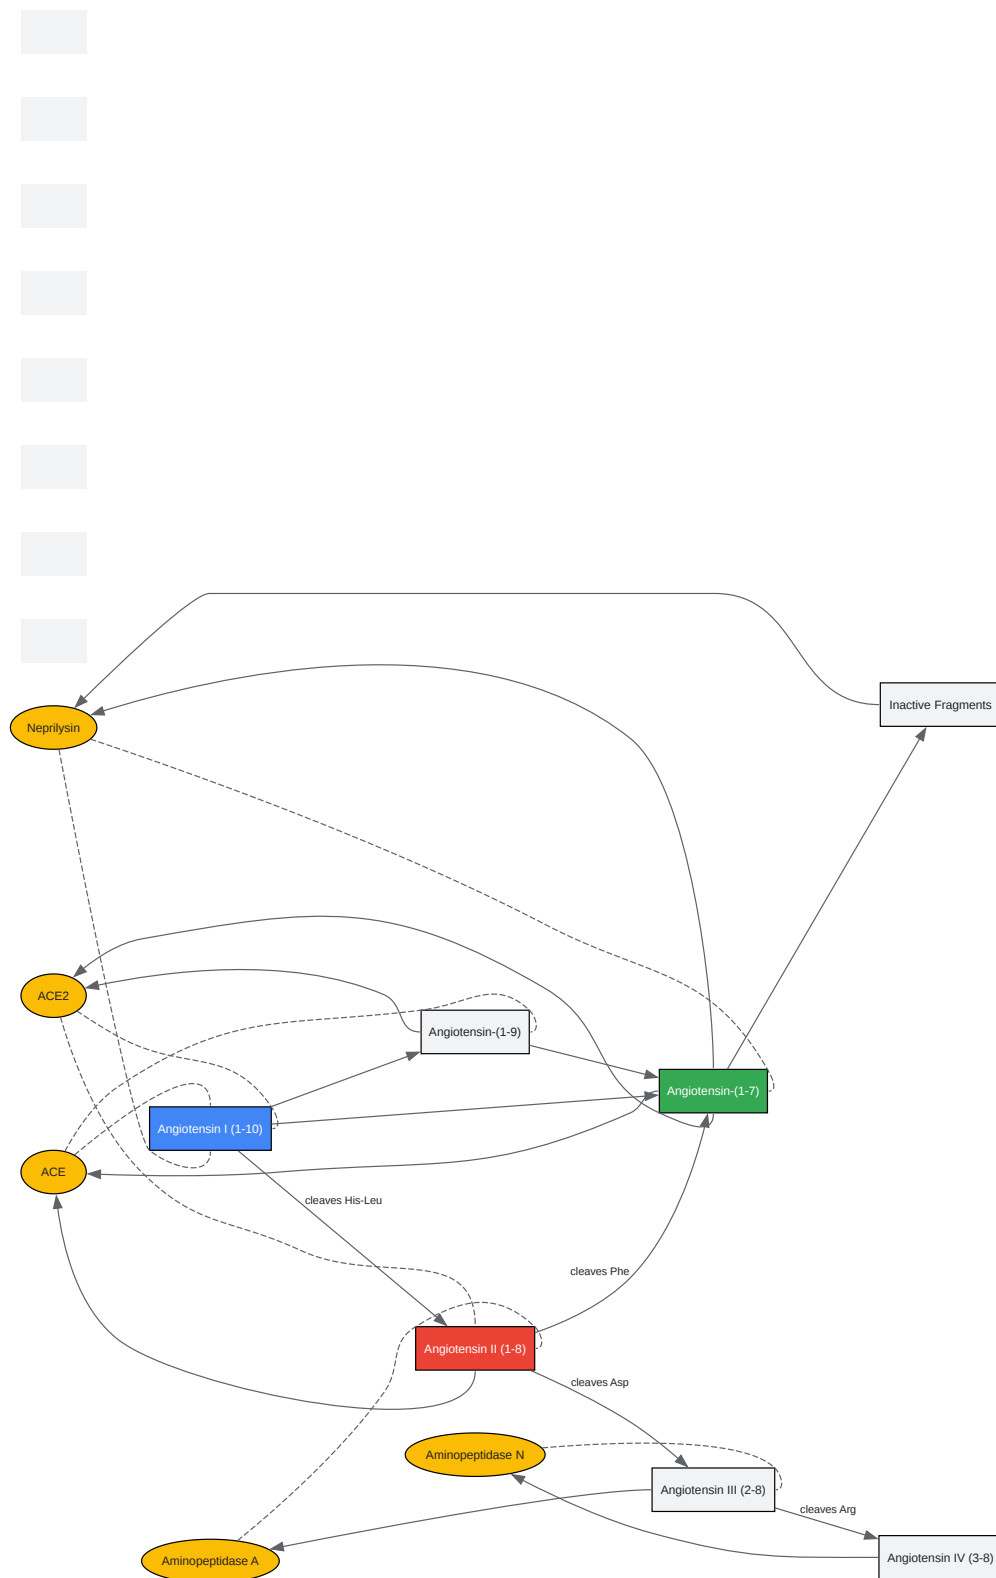 Inactive Fragments
Neprilysin
ACE2
Angiotensin-(1-9)
Angiotensin-(1-7)
Angiotensin I (1-10)
ACE
cleaves His-Leu
cleaves Phe
Angiotensin II (1-8)
cleaves Asp
Aminopeptidase N
Angiotensin III (2-8)
cleaves Arg
Aminopeptidase A
Angiotensin IV (3-8)